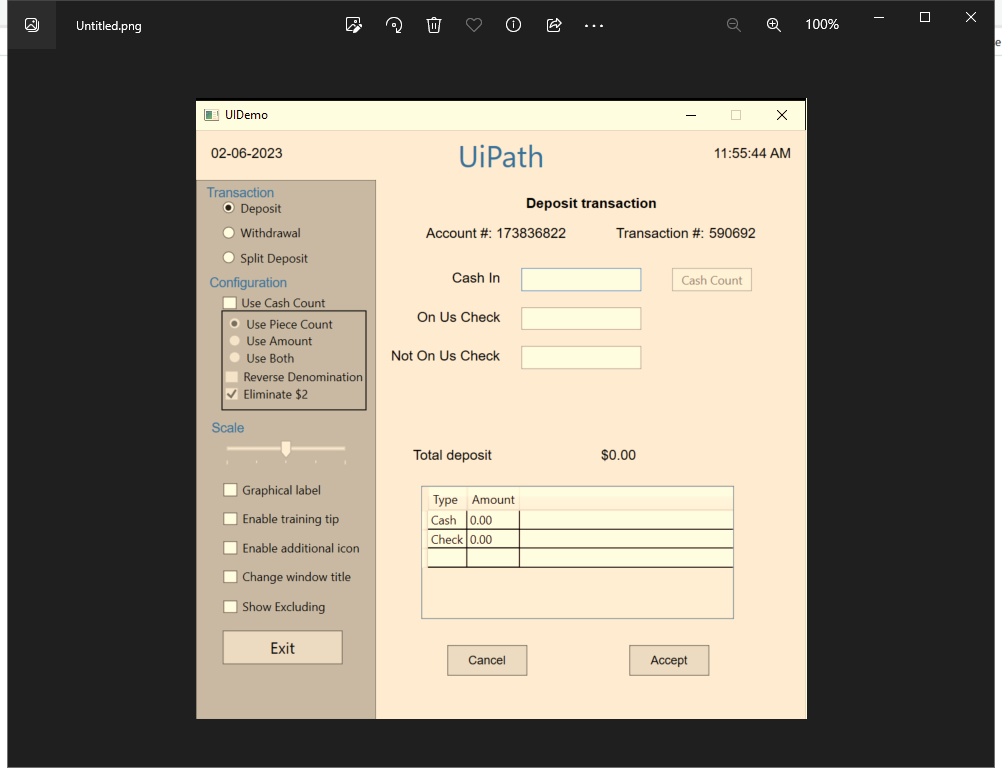 Untitled.png
100%
UIDemo
02-06-2023
UiPath
11:55:44 AM
Transaction
Deposit
Withdrawal
Split Deposit
Configuration
Use Cash Count
Use Piece Count
Use Amount
Use Both
Reverse Denomination
Eliminate $2
Scale
Graphical label
Enable training tip
Enable additional icon
Change window title
Show Excluding
Exit
Deposit transaction
Account #: 173836822 Transaction #: 590692
Cash In Cash Count
On Us Check
Not On Us Check
Total deposit $0.00
Type Amount
Cash 0.00
Check 0.00
Cancel Accept